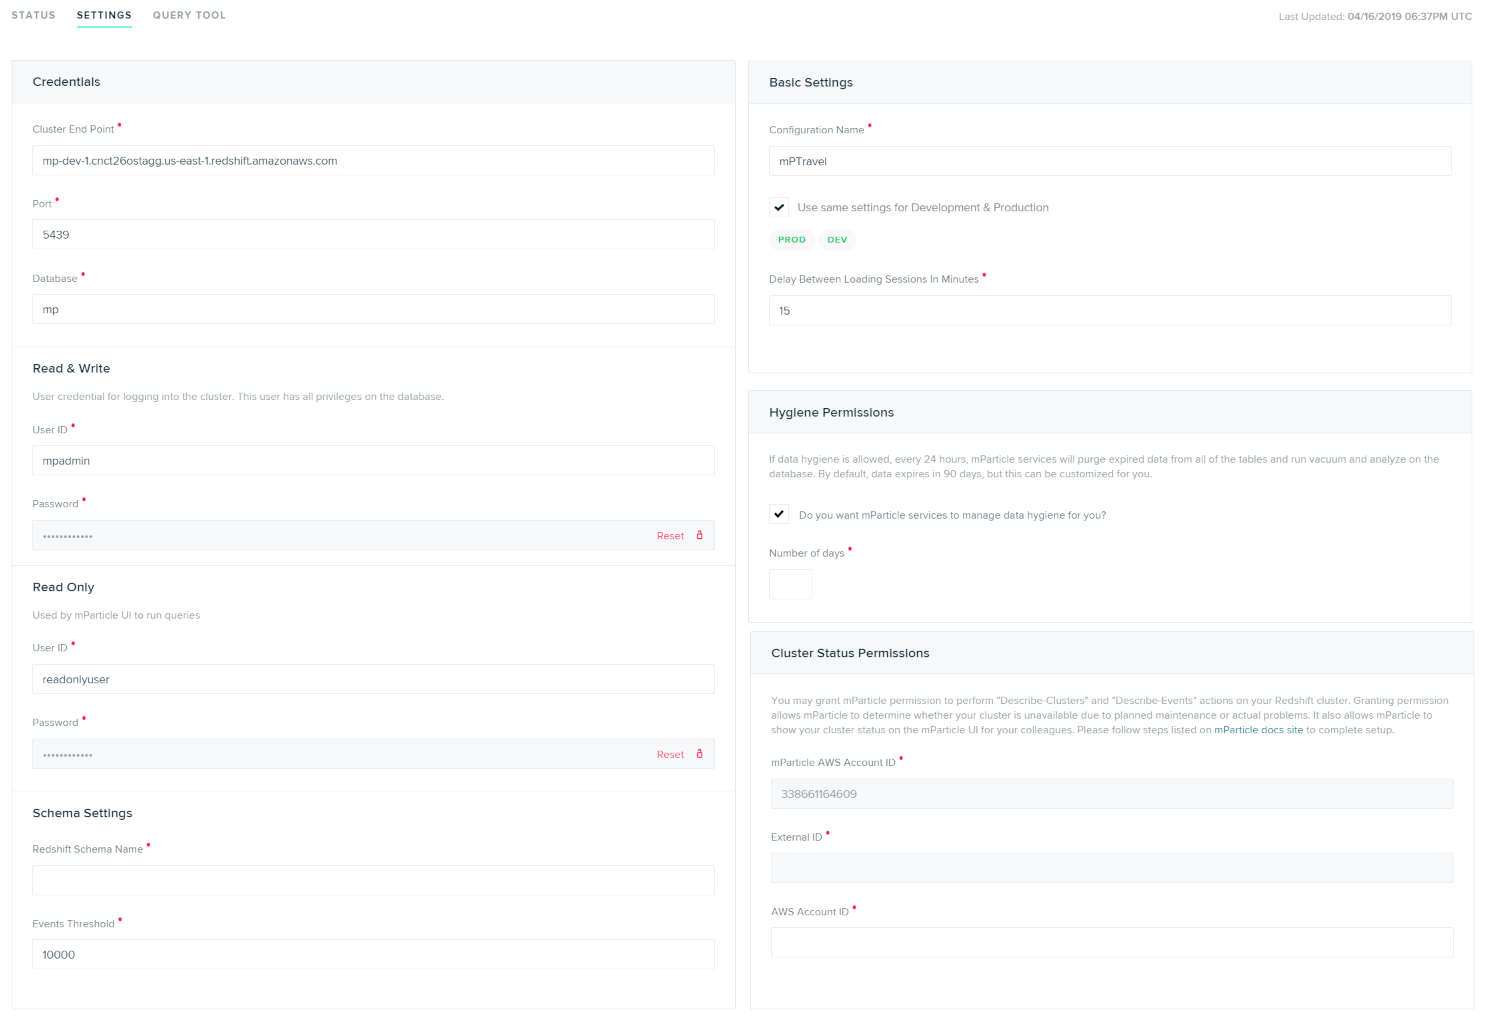 STATUS SETTINGS QUERY TOOL
Last Updated: 04/16/2019 06:37PM UTC
Credentials
Cluster End Point •
mp-dev-1.cnct26ostagg.us-east-1.redshift.amazonaws.com
Port •
5439
Database •
mp
Read & Write
User credential for logging into the cluster. This user has all privileges on the database.
User ID •
mpadmin
Password •
••••••••••••
Reset
Read Only
Used by mParticle UI to run queries
User ID •
readonlyuser
Password •
••••••••••••
Reset
Schema Settings
Redshift Schema Name •
Events Threshold •
10000
Basic Settings
Configuration Name •
mPTravel
Use same settings for Development & Production
PROD DEV
Delay Between Loading Sessions In Minutes •
15
Hygiene Permissions
If data hygiene is allowed, every 24 hours, mParticle services will purge expired data from all of the tables and run vacuum and analyze on the
database. By default, data expires in 90 days, but this can be customized for you.
Do you want mParticle services to manage data hygiene for you?
Number of days •
Cluster Status Permissions
You may grant mParticle permission to perform "Describe-Clusters" and "Describe-Events" actions on your Redshift cluster. Granting permission
allows mParticle to determine whether your cluster is unavailable due to planned maintenance or actual problems. It also allows mParticle to
show your cluster status on the mParticle UI for your colleagues. Please follow steps listed on mParticle docs site to complete setup.
mParticle AWS Account ID •
338661164609
External ID •
AWS Account ID •